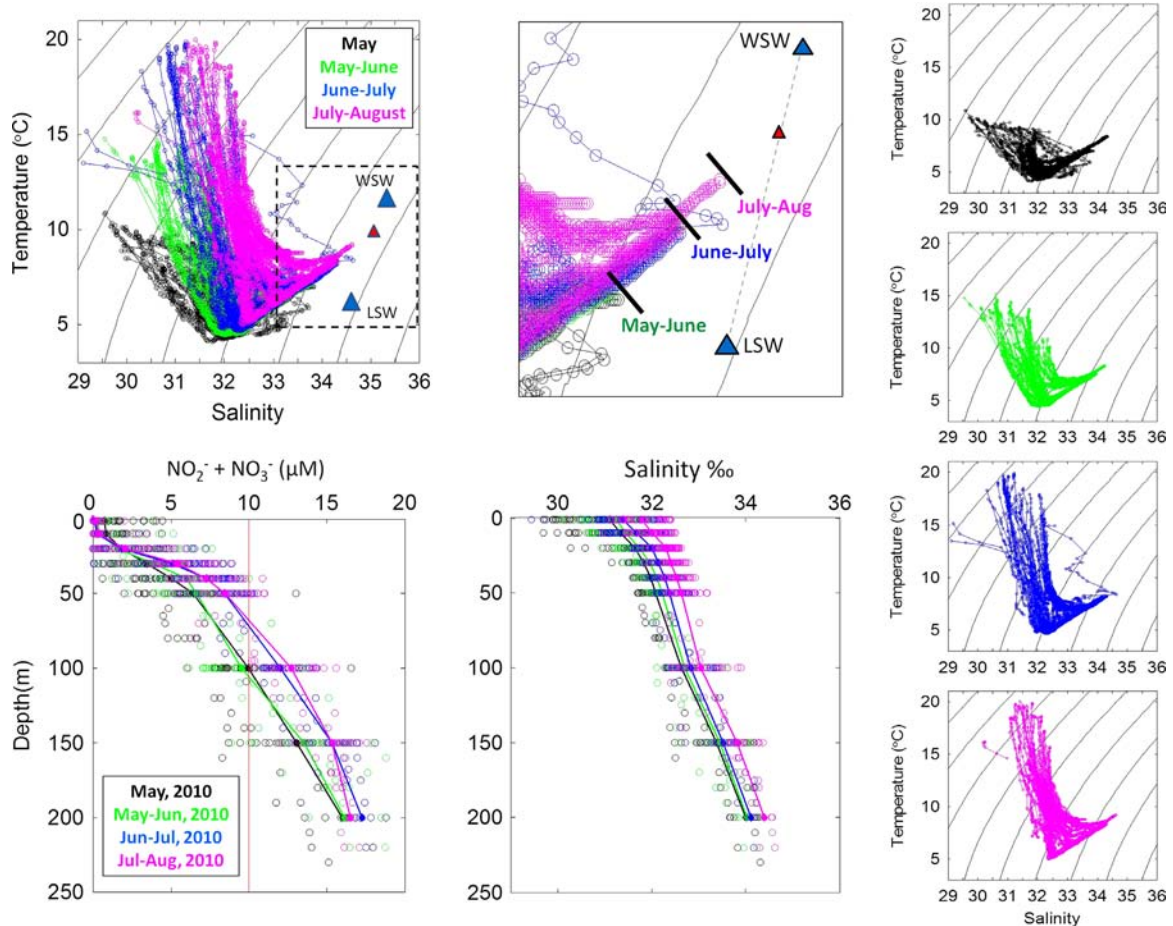 20
15
10
5
Temperature (°C)
29 30 31 32 33 34 35 36
Salinity
May
May-June
June-July
July-August
WSW
LSW
WSW
July-Aug
June-July
May-June
LSW
20
15
10
5
Temperature (°C)
29 30 31 32 33 34 35 36
20
15
10
5
Temperature (°C)
29 30 31 32 33 34 35 36
20
15
10
5
Temperature (°C)
29 30 31 32 33 34 35 36
20
15
10
5
Temperature (°C)
29 30 31 32 33 34 35 36
Salinity
NO₂⁻ + NO₃⁻ (µM)
0 5 10 15 20
0
50
100
150
200
250
Depth(m)
May, 2010
May-Jun, 2010
Jun-Jul, 2010
Jul-Aug, 2010
Salinity ‰
30 32 34 36
0
50
100
150
200
250